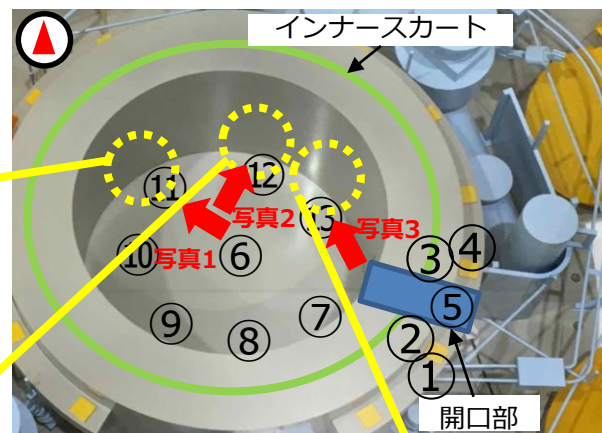 インナースカート
⑫
⑪
写真2
⑬
写真3
⑩
写真1
⑥
③
④
⑤
⑨
⑧
⑦
②
①
開口部